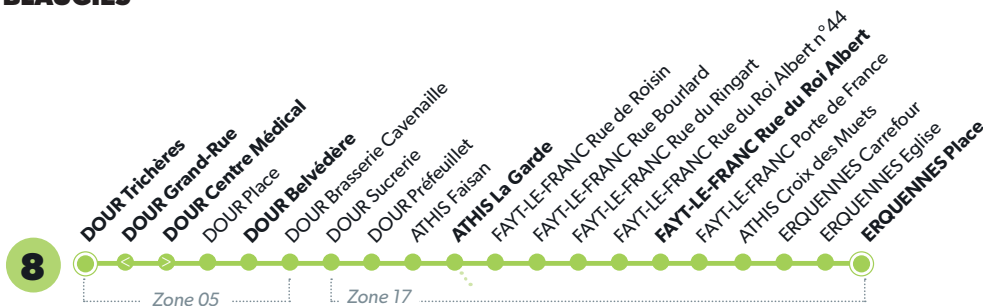 DOUR Trichères
DOUR Grand-Rue
DOUR Centre Médical
DOUR Place
DOUR Belvédère
DOUR Brasserie Cavenaille
DOUR Sucrerie
DOUR Préfeuillet
ATHIS Faisan
ATHIS La Garde
FAYT-LE-FRANC Rue de Roisin
FAYT-LE-FRANC Rue Bourlard
FAYT-LE-FRANC Rue du Ringart
FAYT-LE-FRANC Rue du Roi Albert n°44
FAYT-LE-FRANC Rue du Roi Albert
FAYT-LE-FRANC Porte de France
ATHIS Croix des Muets
ERQUENNES Carrefour
ERQUENNES Eglise
ERQUENNES Place
8
< >
Zone 05
Zone 17